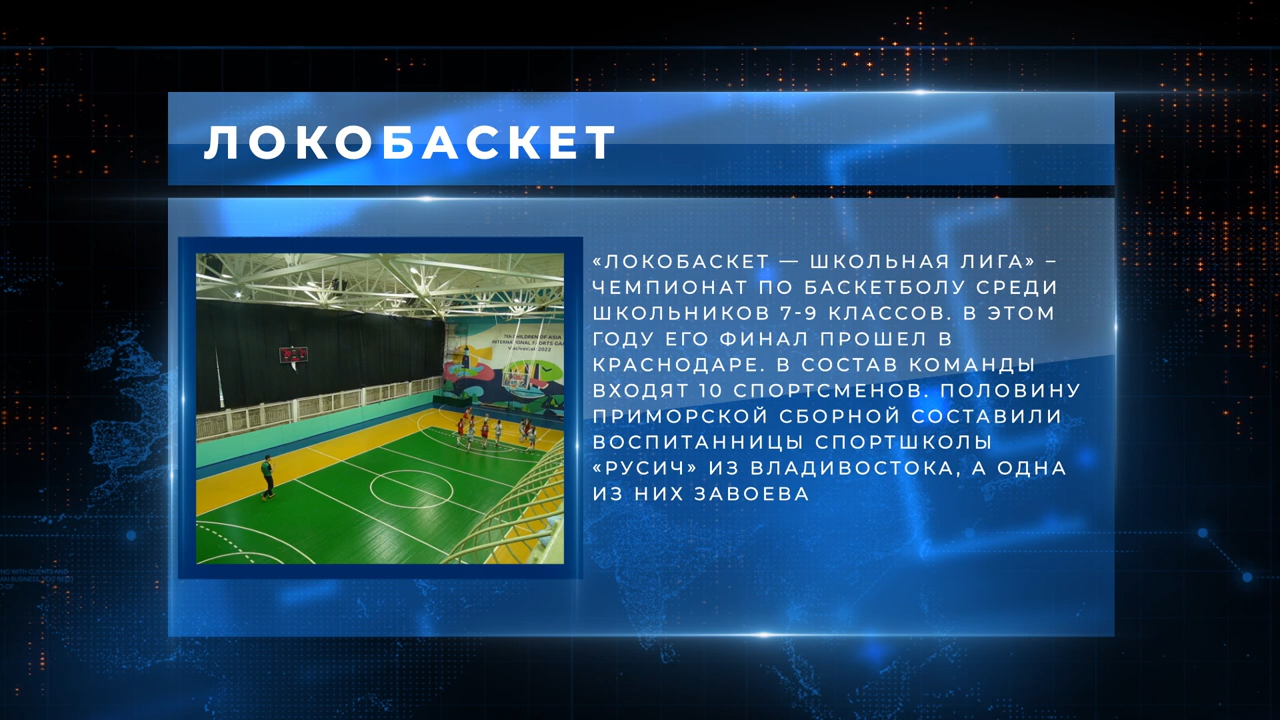 ЛОКОБАСКЕТ
«ЛОКОБАСКЕТ — ШКОЛЬНАЯ ЛИГА» –
ЧЕМПИОНАТ ПО БАСКЕТБОЛУ СРЕДИ
ШКОЛЬНИКОВ 7-9 КЛАССОВ. В ЭТОМ
ГОДУ ЕГО ФИНАЛ ПРОШЕЛ В
КРАСНОДАРЕ. В СОСТАВ КОМАНДЫ
ВХОДЯТ 10 СПОРТСМЕНОВ. ПОЛОВИНУ
ПРИМОРСКОЙ СБОРНОЙ СОСТАВИЛИ
ВОСПИТАННИЦЫ СПОРТШКОЛЫ
«РУСИЧ» ИЗ ВЛАДИВОСТОКА, А ОДНА
ИЗ НИХ ЗАВОЕВА